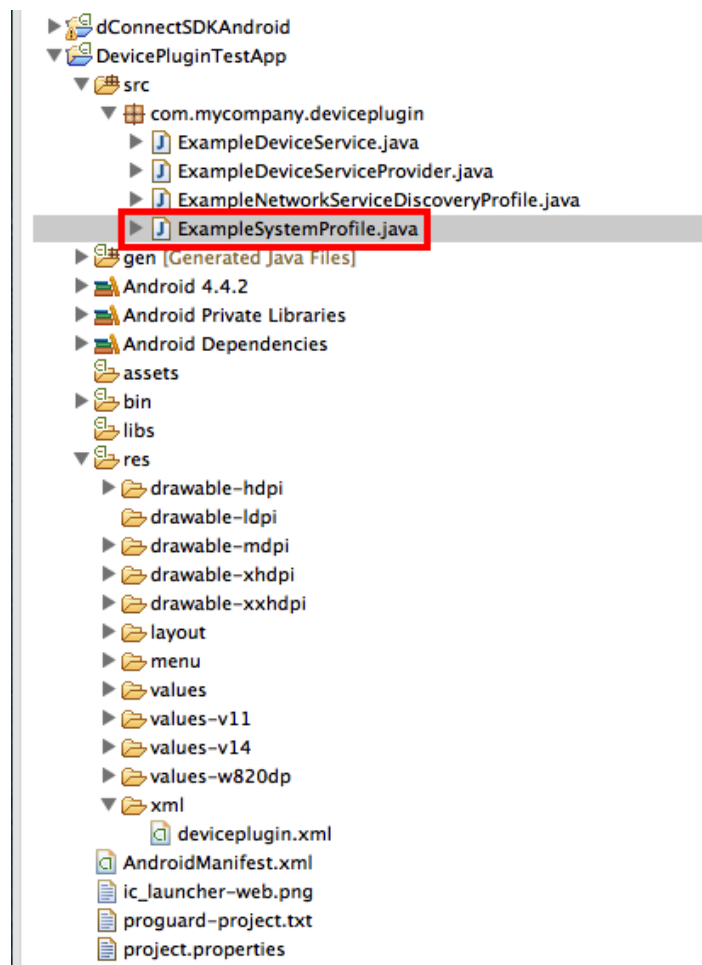 dConnectSDKAndroid
DevicePluginTestApp
src
com.mycompany.deviceplugin
ExampleDeviceService.java
ExampleDeviceServiceProvider.java
ExampleNetworkServiceDiscoveryProfile.java
ExampleSystemProfile.java
gen [Generated Java Files]
Android 4.4.2
Android Private Libraries
Android Dependencies
assets
bin
libs
res
drawable-hdpi
drawable-ldpi
drawable-mdpi
drawable-xhdpi
drawable-xxhdpi
layout
menu
values
values-v11
values-v14
values-w820dp
xml
deviceplugin.xml
AndroidManifest.xml
ic_launcher-web.png
proguard-project.txt
project.properties